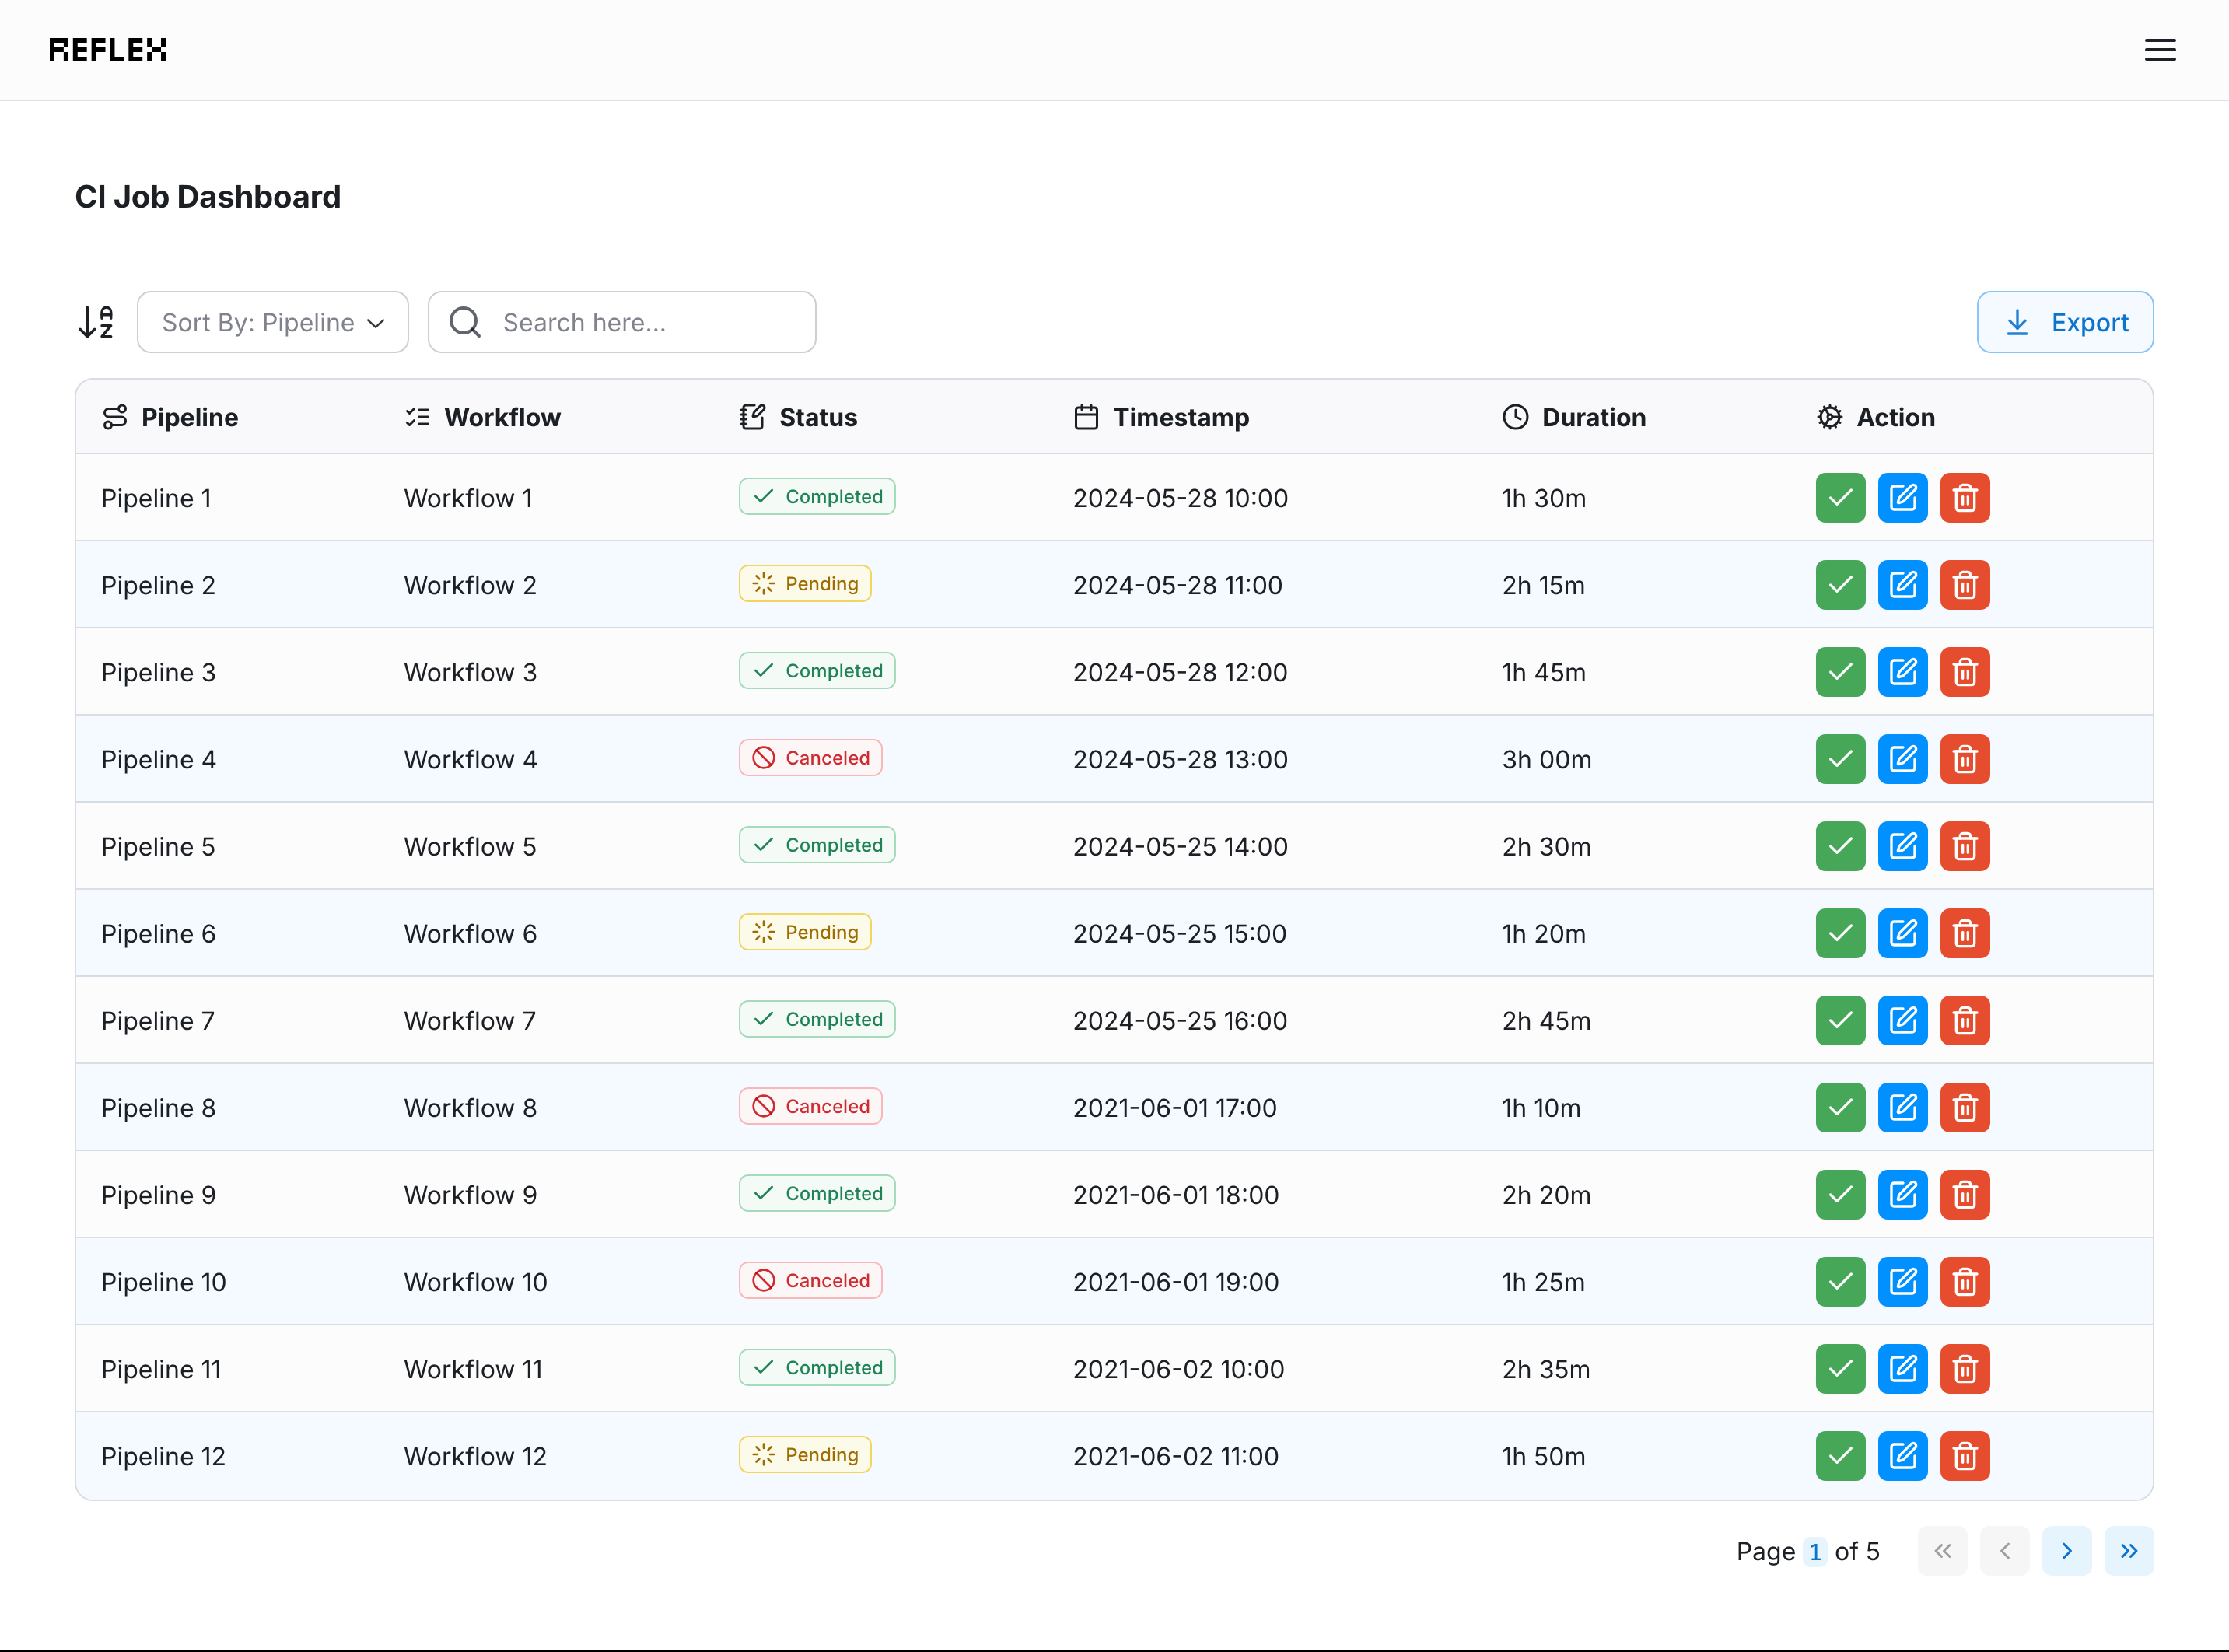 REFLEX
CI Job Dashboard
Sort By: Pipeline Search here... Export
Pipeline Workflow Status Timestamp Duration Action
Pipeline 1 Workflow 1 Completed 2024-05-28 10:00 1h 30m
Pipeline 2 Workflow 2 Pending 2024-05-28 11:00 2h 15m
Pipeline 3 Workflow 3 Completed 2024-05-28 12:00 1h 45m
Pipeline 4 Workflow 4 Canceled 2024-05-28 13:00 3h 00m
Pipeline 5 Workflow 5 Completed 2024-05-25 14:00 2h 30m
Pipeline 6 Workflow 6 Pending 2024-05-25 15:00 1h 20m
Pipeline 7 Workflow 7 Completed 2024-05-25 16:00 2h 45m
Pipeline 8 Workflow 8 Canceled 2021-06-01 17:00 1h 10m
Pipeline 9 Workflow 9 Completed 2021-06-01 18:00 2h 20m
Pipeline 10 Workflow 10 Canceled 2021-06-01 19:00 1h 25m
Pipeline 11 Workflow 11 Completed 2021-06-02 10:00 2h 35m
Pipeline 12 Workflow 12 Pending 2021-06-02 11:00 1h 50m
Page 1 of 5